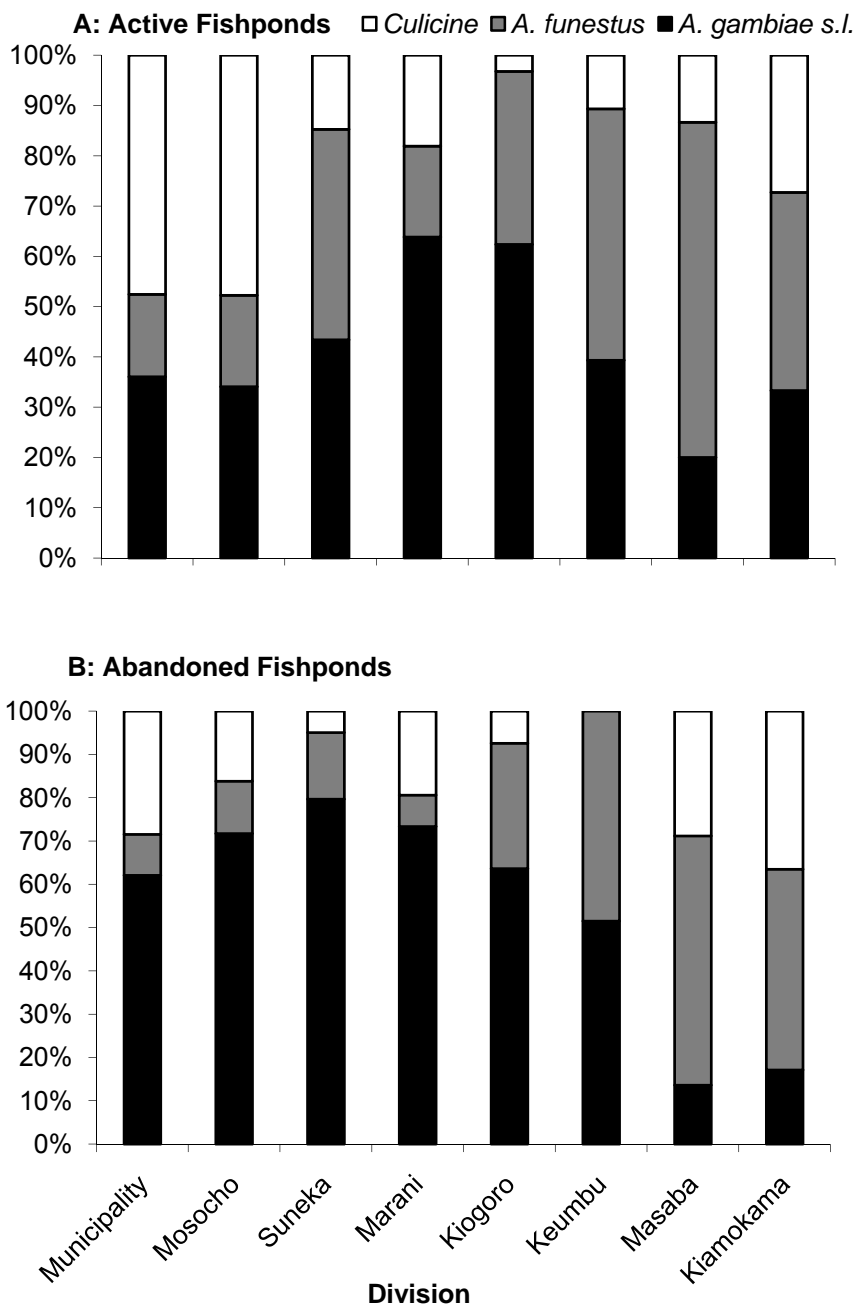 A: Active Fishponds Culicine A. funestus A. gambiae s.l.
100%
90%
80%
70%
60%
50%
40%
30%
20%
10%
0%
B: Abandoned Fishponds
100%
90%
80%
70%
60%
50%
40%
30%
20%
10%
0%
Municipality
Mosocho
Suneka
Marani
Kiogoro
Keumbu
Masaba
Kiamokama
Division